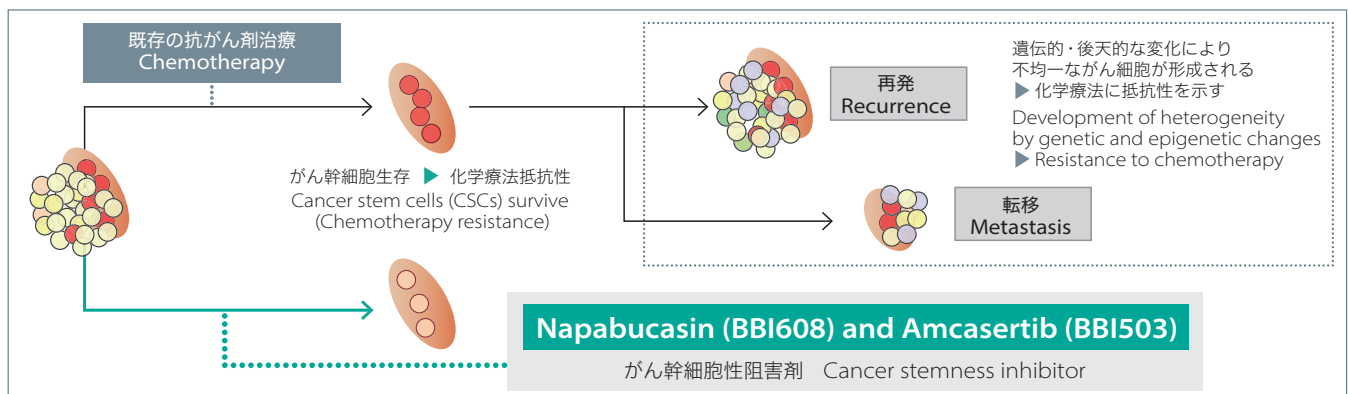 既存の抗がん剤治療
Chemotherapy
がん幹細胞生存 ▶ 化学療法抵抗性
Cancer stem cells (CSCs) survive
(Chemotherapy resistance)
再発
Recurrence
遺伝的・後天的な変化により
不均一ながん細胞が形成される
▶ 化学療法に抵抗性を示す
Development of heterogeneity
by genetic and epigenetic changes
▶ Resistance to chemotherapy
転移
Metastasis
Napabucasin (BBI608) and Amcasertib (BBI503)
がん幹細胞性阻害剤 Cancer stemness inhibitor